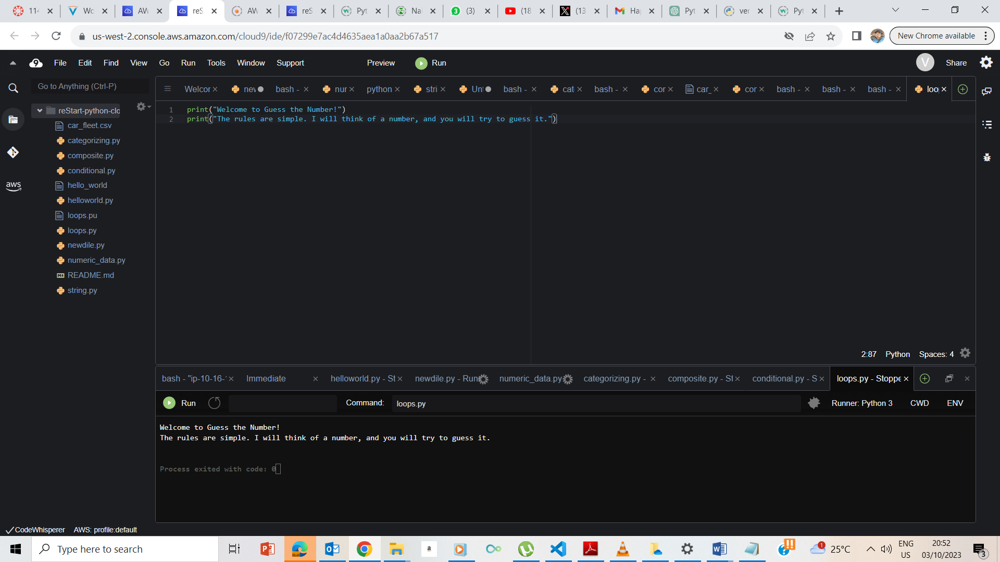 114
Wo
AW
reS
AW
reS
Pyt
Nai
(3)
(18
(13
Ha
Pyt
ver
Pyt
us-west-2.console.aws.amazon.com/cloud9/ide/f07299e7ac4d4635aea1a0aa2b67a517
New Chrome available
9 File Edit Find View Go Run Tools Window Support Preview Run V Share
Go to Anything (Ctrl-P)
Welcor new bash - nur python stri Unt bash - cat bash - cor car_ cor bash - bash - bash - loo
reStart-python-clo
car_fleet.csv
categorizing.py
composite.py
conditional.py
hello_world
helloworld.py
loops.pu
loops.py
newdile.py
numeric_data.py
README.md
string.py
aws
1 print("Welcome to Guess the Number!")
2 print("The rules are simple. I will think of a number, and you will try to guess it.")
2:87 Python Spaces: 4
bash - "ip-10-16- Immediate helloworld.py - St newdile.py - Run numeric_data.py categorizing.py - composite.py - St conditional.py - S loops.py - Stoppe
Run Command: loops.py Runner: Python 3 CWD ENV
Welcome to Guess the Number!
The rules are simple. I will think of a number, and you will try to guess it.
Process exited with code: 0
CodeWhisperer AWS: profile:default
Type here to search
a
1 25°C
ENG
US
20:52
03/10/2023
3